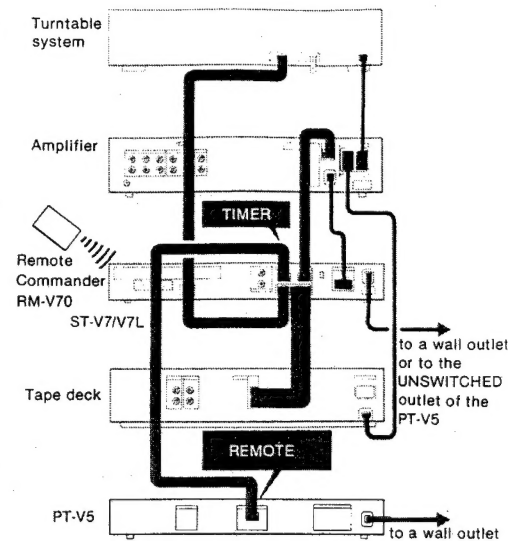 Turntable
system
Amplifier
TIMER
Remote
Commander
RM-V70
ST-V7/V7L
to a wall outlet
or to the
UNSWITCHED
outlet of the
PT-V5
Tape deck
REMOTE
PT-V5
to a wall outlet